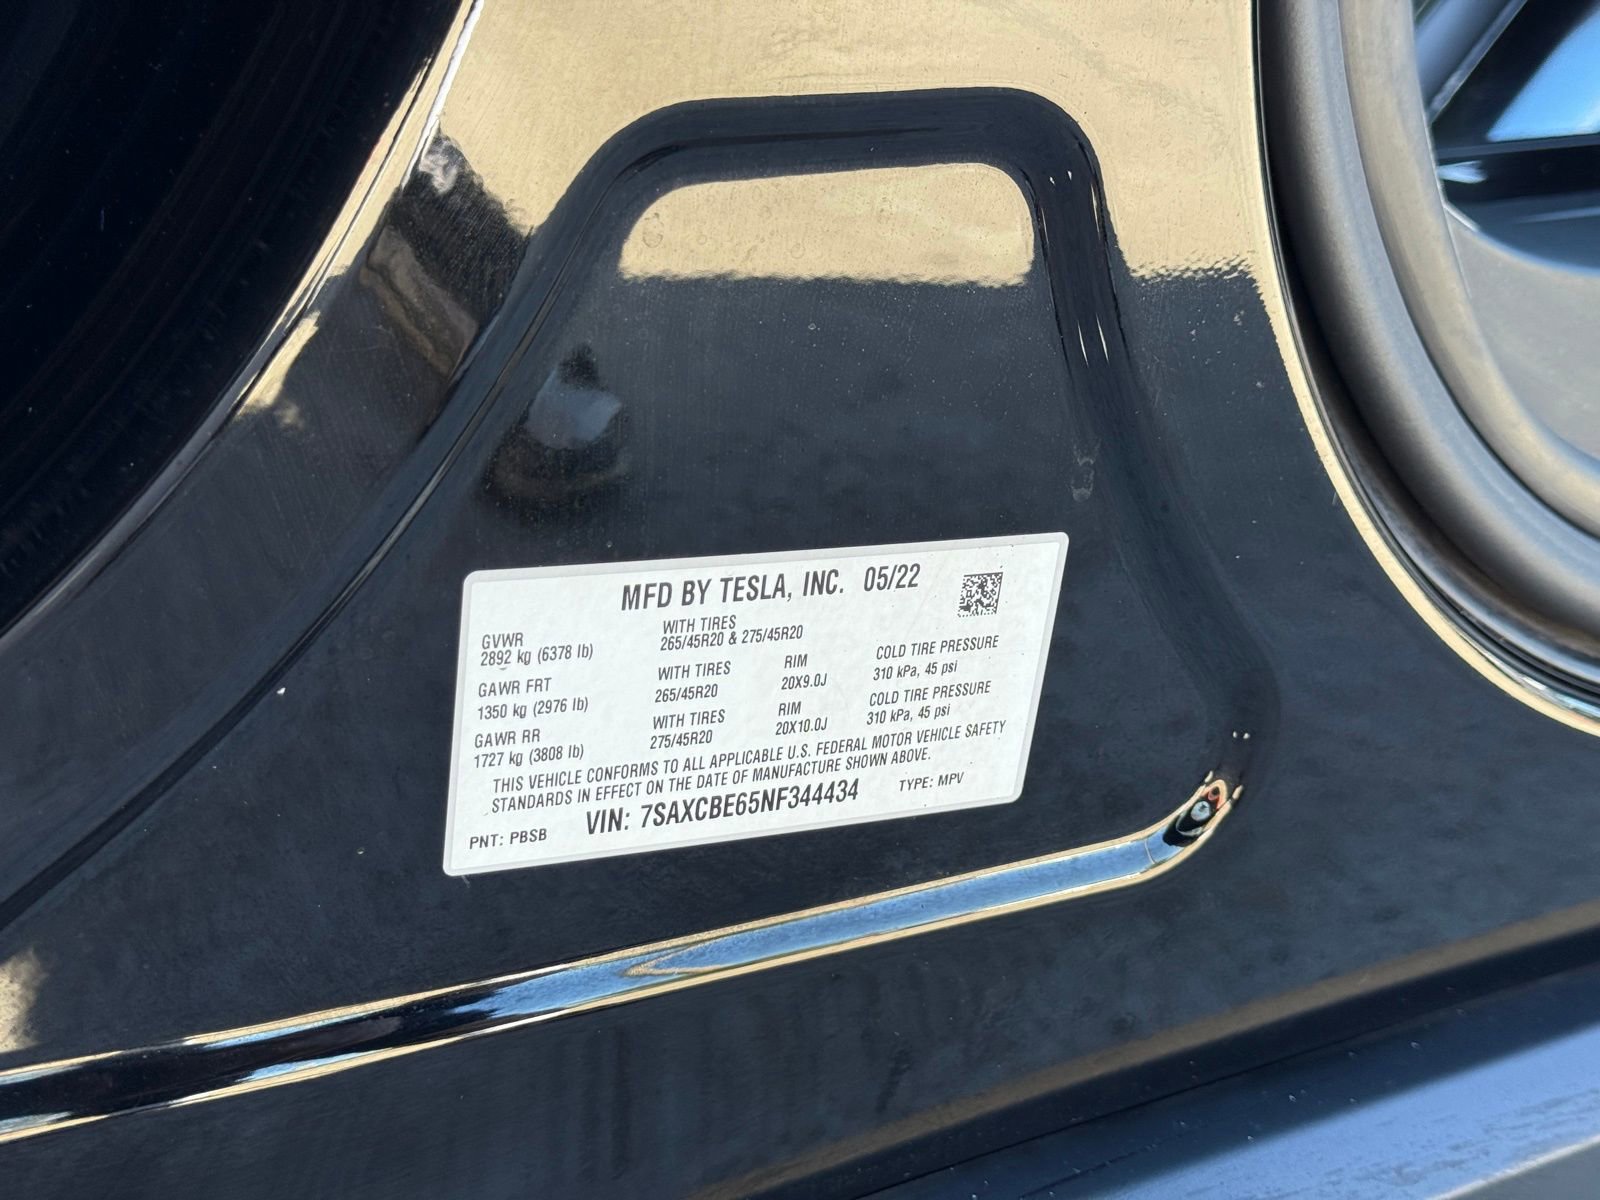 MFD BY TESLA, INC. 05/22
GVWR
2892 kg (6378 lb)
WITH TIRES
265/45R20 & 275/45R20
GAWR FRT
1350 kg (2976 lb)
WITH TIRES
265/45R20
RIM
20X9.0J
COLD TIRE PRESSURE
310 kPa, 45 psi
GAWR RR
1727 kg (3808 lb)
WITH TIRES
275/45R20
RIM
20X10.0J
COLD TIRE PRESSURE
310 kPa, 45 psi
THIS VEHICLE CONFORMS TO ALL APPLICABLE U.S. FEDERAL MOTOR VEHICLE SAFETY
STANDARDS IN EFFECT ON THE DATE OF MANUFACTURE SHOWN ABOVE.
PNT: PBSB VIN: 7SAXCBE65NF344434 TYPE: MPV